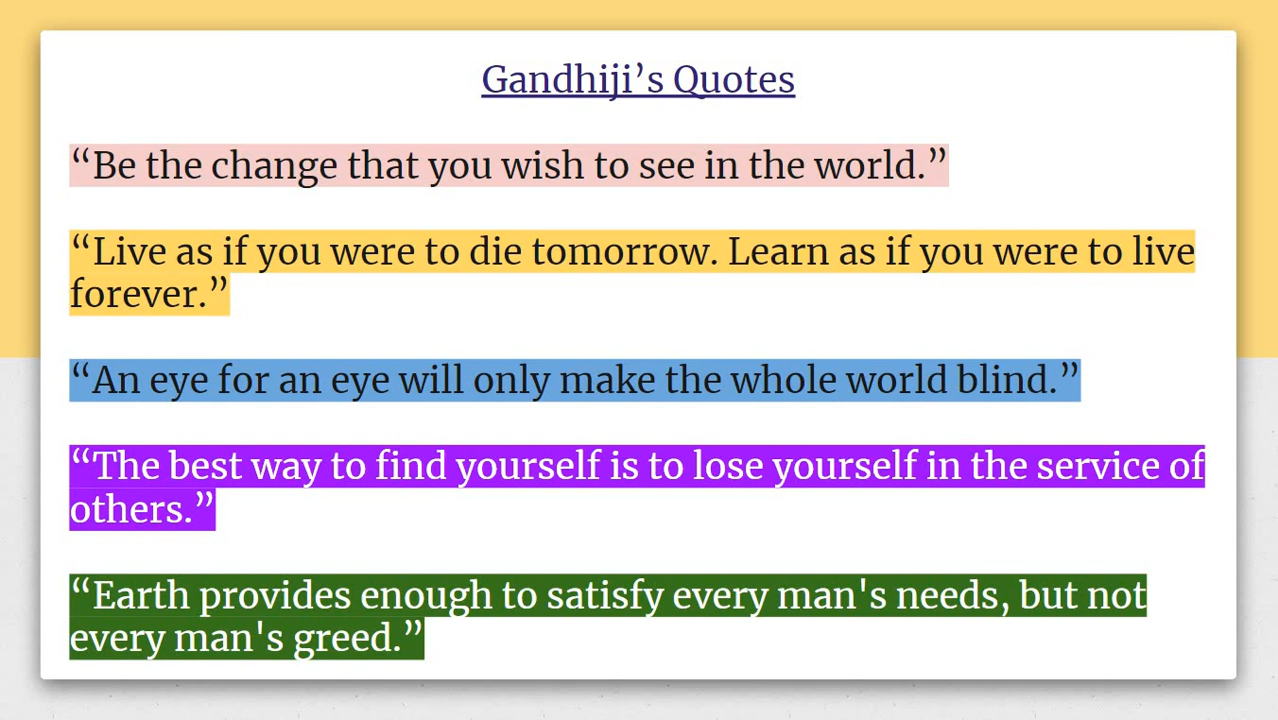 Gandhiji’s Quotes
“Be the change that you wish to see in the world.”
“Live as if you were to die tomorrow. Learn as if you were to live
forever.”
“An eye for an eye will only make the whole world blind.”
“The best way to find yourself is to lose yourself in the service of
others.”
“Earth provides enough to satisfy every man's needs, but not
every man's greed.”